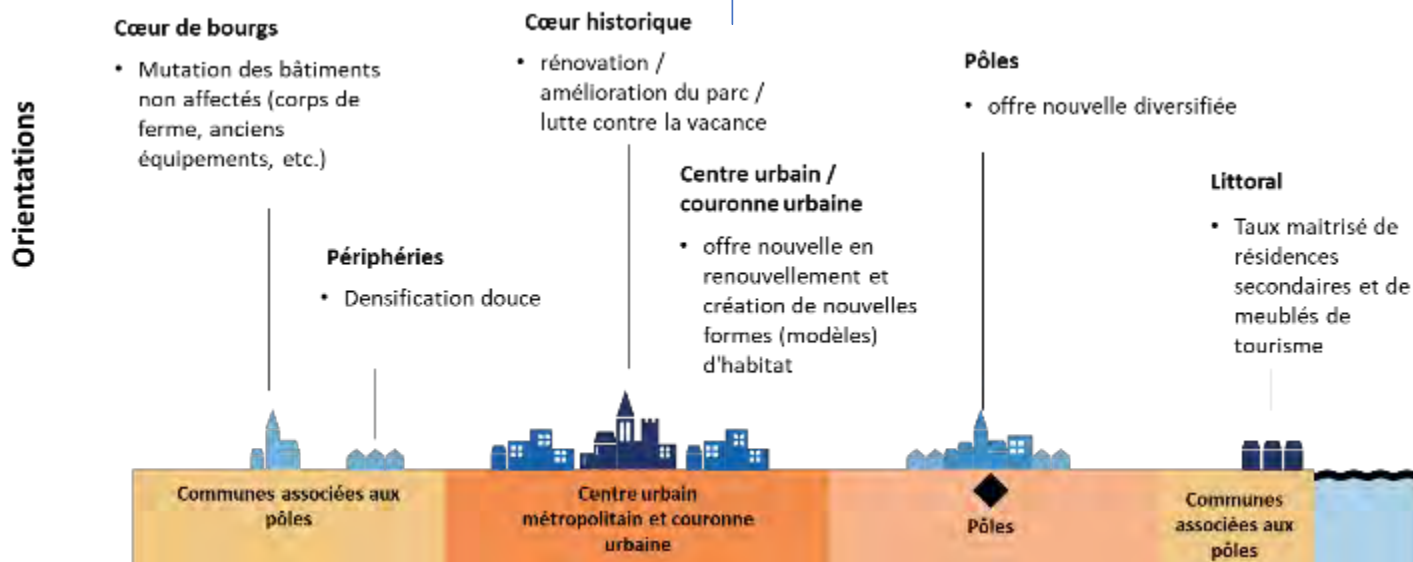 Orientations
Cœur de bourgs
• Mutation des bâtiments
non affectés (corps de
ferme, anciens
équipements, etc.)
Périphéries
• Densification douce
Cœur historique
• rénovation /
amélioration du parc /
lutte contre la vacance
Centre urbain /
couronne urbaine
• offre nouvelle en
renouvellement et
création de nouvelles
formes (modèles)
d'habitat
Pôles
• offre nouvelle diversifiée
Littoral
• Taux maitrisé de
résidences
secondaires et de
meublés de
tourisme
Communes associées aux
pôles
Centre urbain
métropolitain et couronne
urbaine
Pôles
Communes
associées aux
pôles